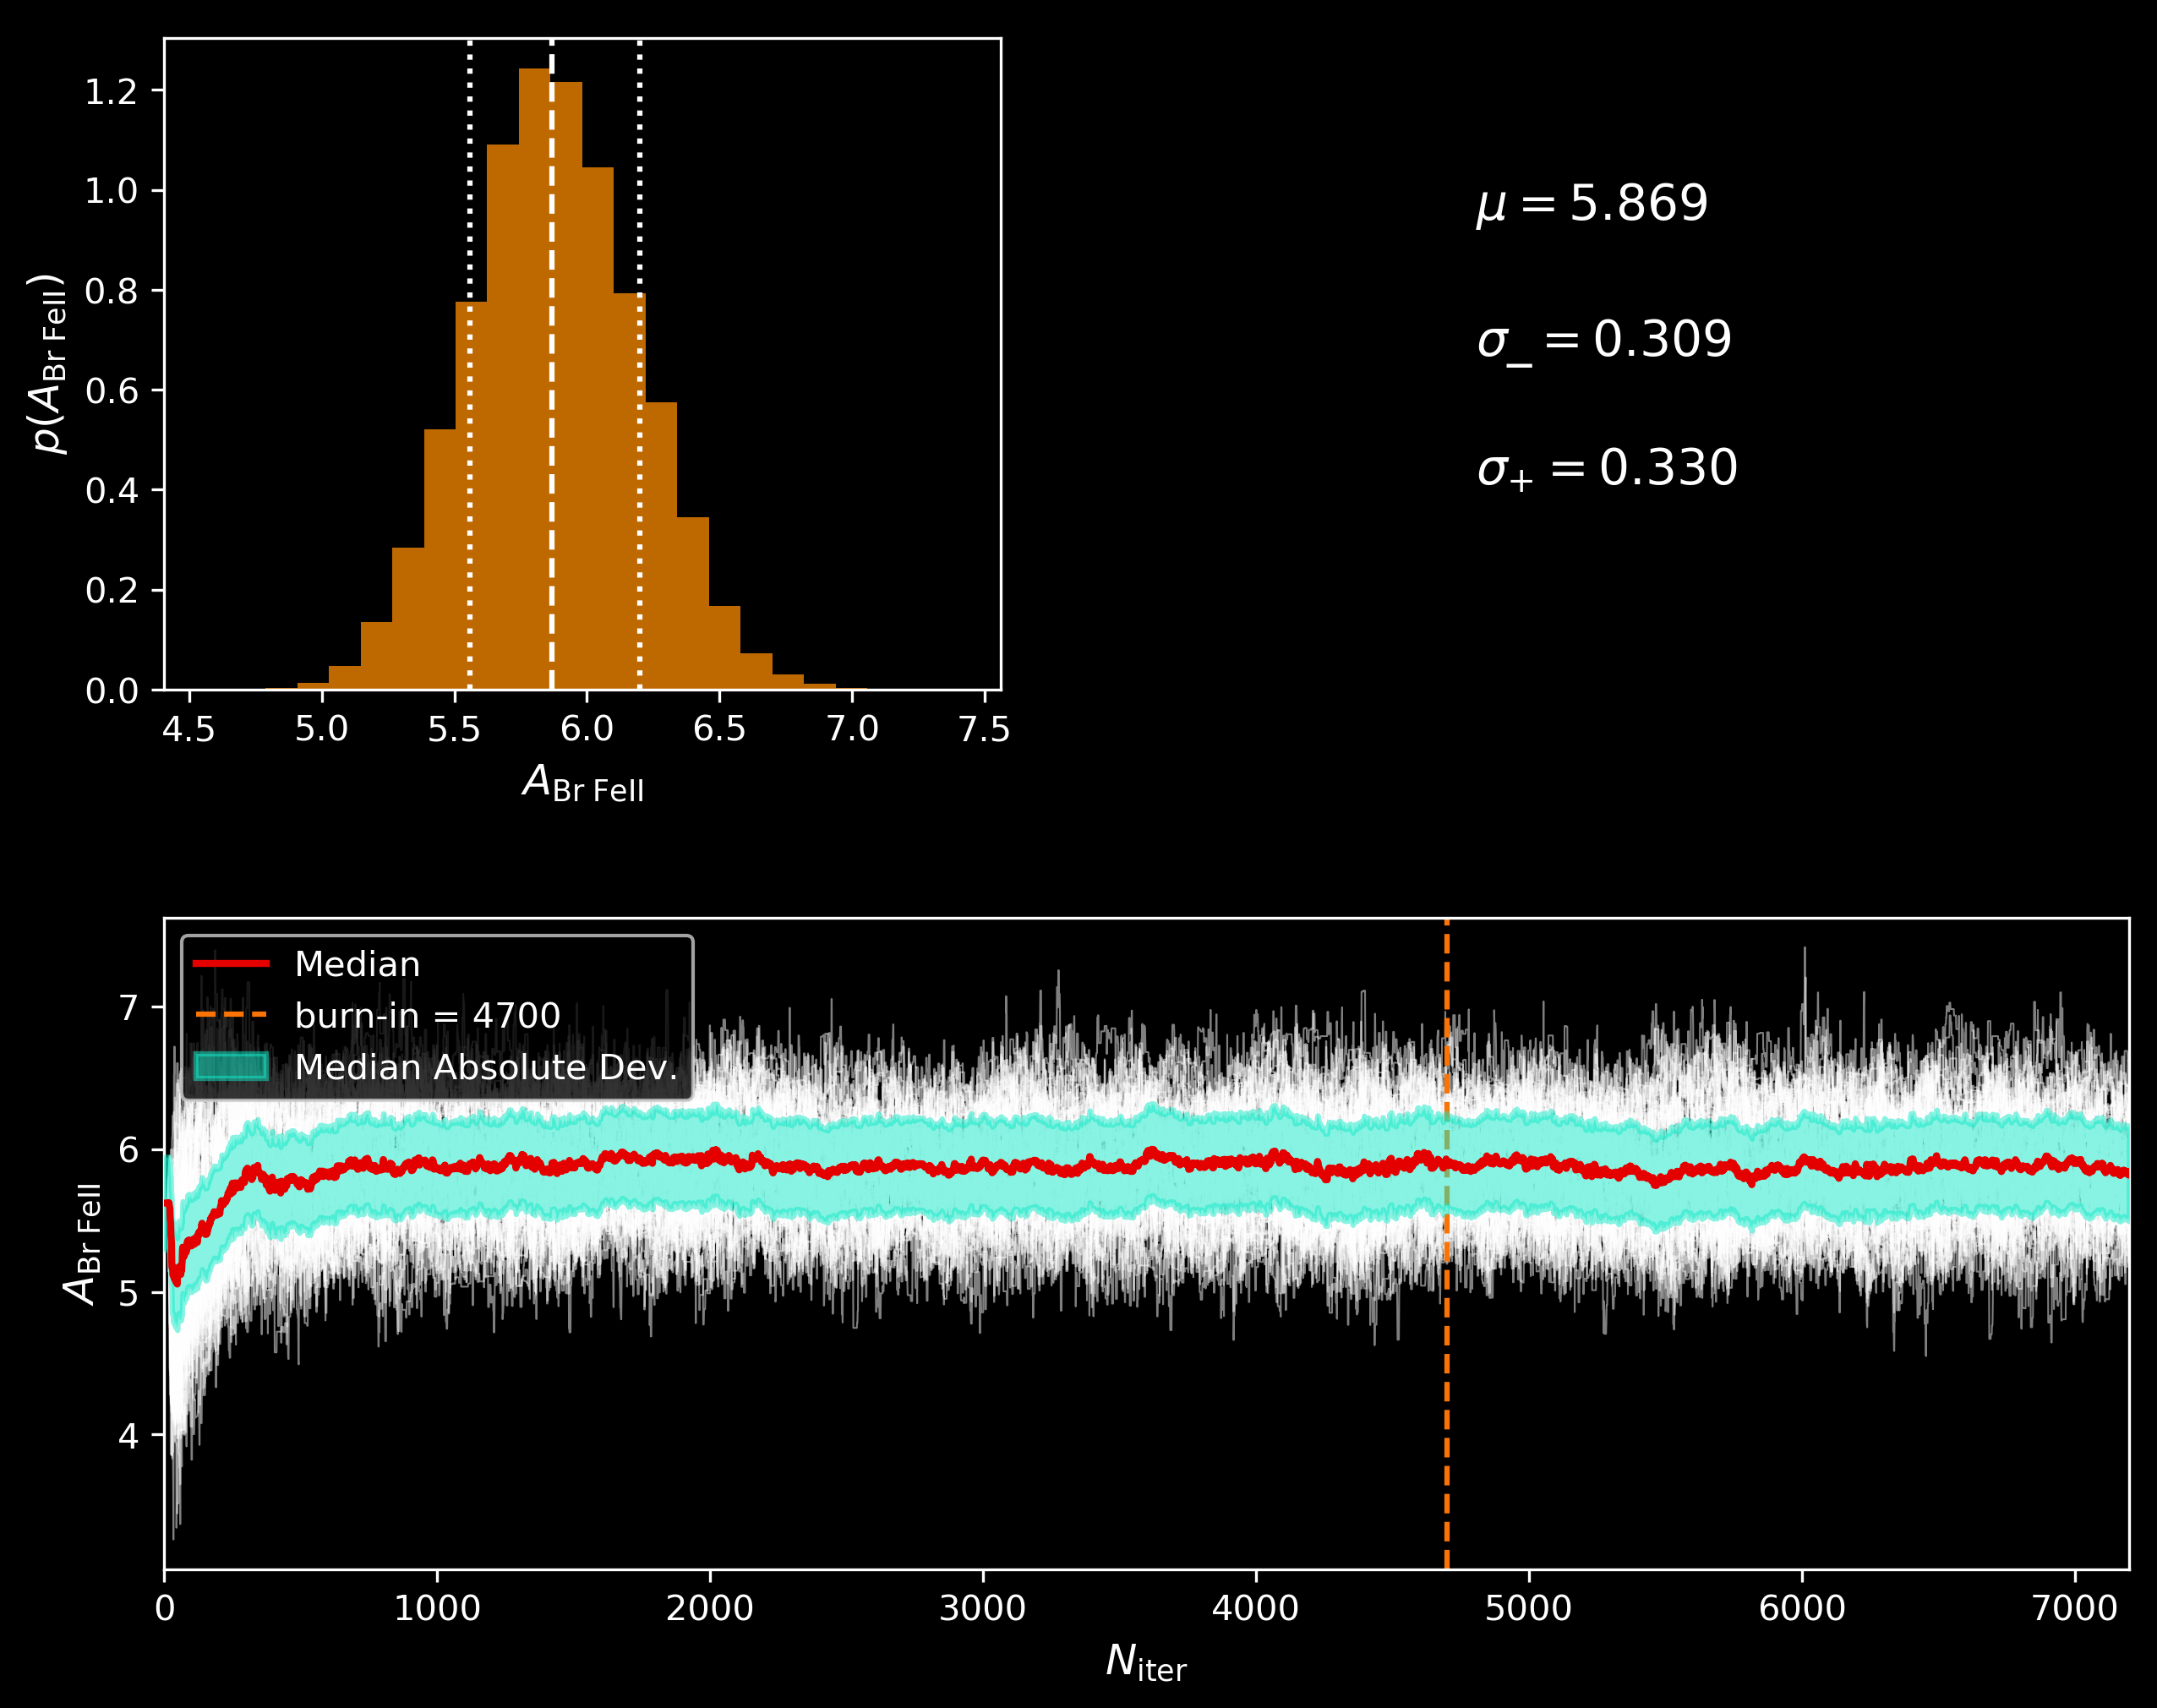 1.2
1.0
0.8
0.6
0.4
0.2
0.0
p(A_Br FeII)
4.5 5.0 5.5 6.0 6.5 7.0 7.5
A_Br FeII
μ = 5.869
σ_− = 0.309
σ_+ = 0.330
Median
burn-in = 4700
Median Absolute Dev.
7
6
5
4
A_Br FeII
0 1000 2000 3000 4000 5000 6000 7000
N_iter